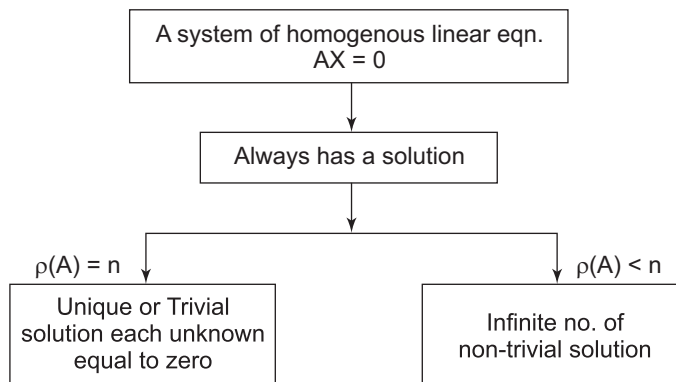 A system of homogenous linear eqn.
AX = 0
Always has a solution
ρ(A) = n
ρ(A) < n
Unique or Trivial
solution each unknown
equal to zero
Infinite no. of
non-trivial solution